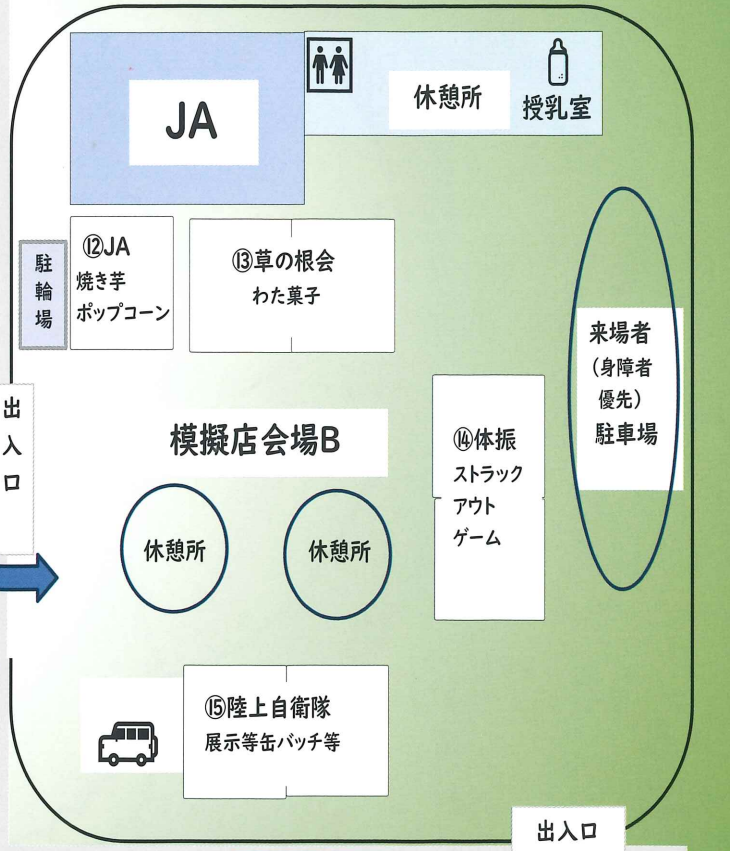 JA
休憩所
授乳室
駐輪場
⑫JA
焼き芋
ポップコーン
⑬草の根会
わた菓子
来場者
(身障者
優先)
駐車場
出入口
模擬店会場B
⑭体振
ストラック
アウト
ゲーム
休憩所
休憩所
⑮陸上自衛隊
展示等缶バッチ等
出入口